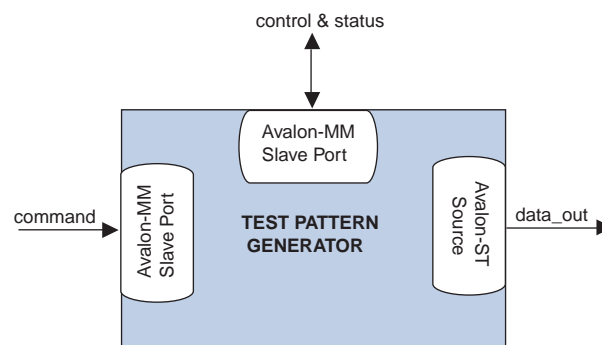 control & status
Avalon-MM
Slave Port
command
Avalon-MM
Slave Port
TEST PATTERN
GENERATOR
Avalon-ST
Source
data_out